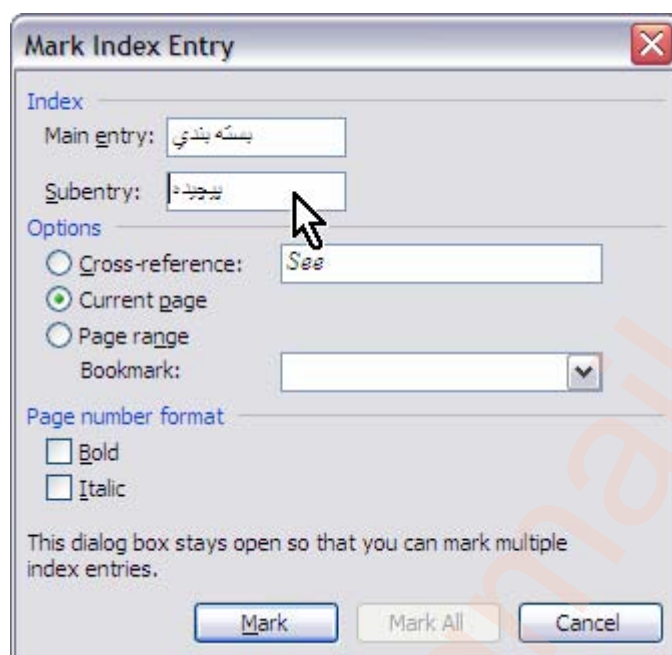 Mark Index Entry
Index
Main entry: بسته بندي
Subentry: پيچيده
Options
Cross-reference: See
Current page
Page range
Bookmark:
Page number format
Bold
Italic
This dialog box stays open so that you can mark multiple
index entries.
Mark Mark All Cancel